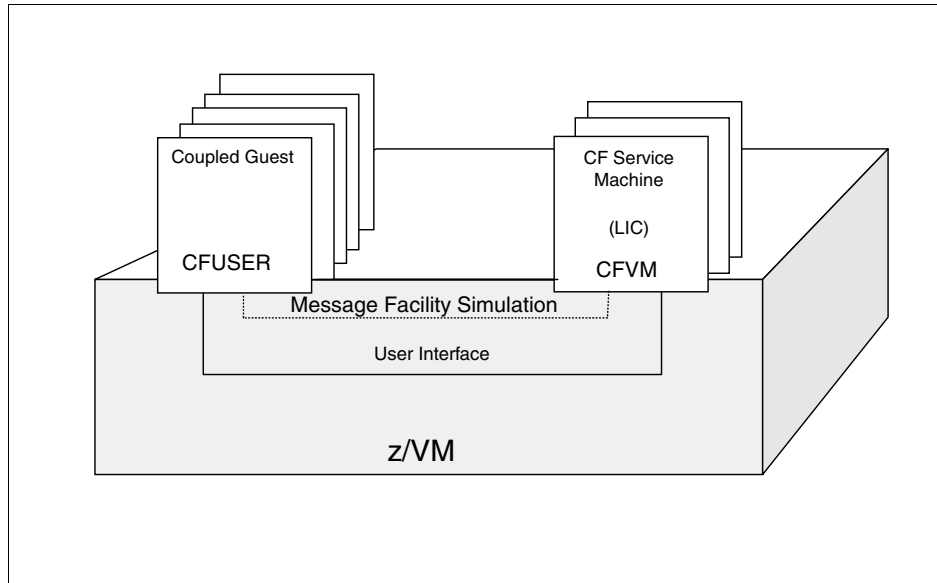 Coupled Guest
CFUSER
CF Service
Machine
(LIC)
CFVM
Message Facility Simulation
User Interface
z/VM